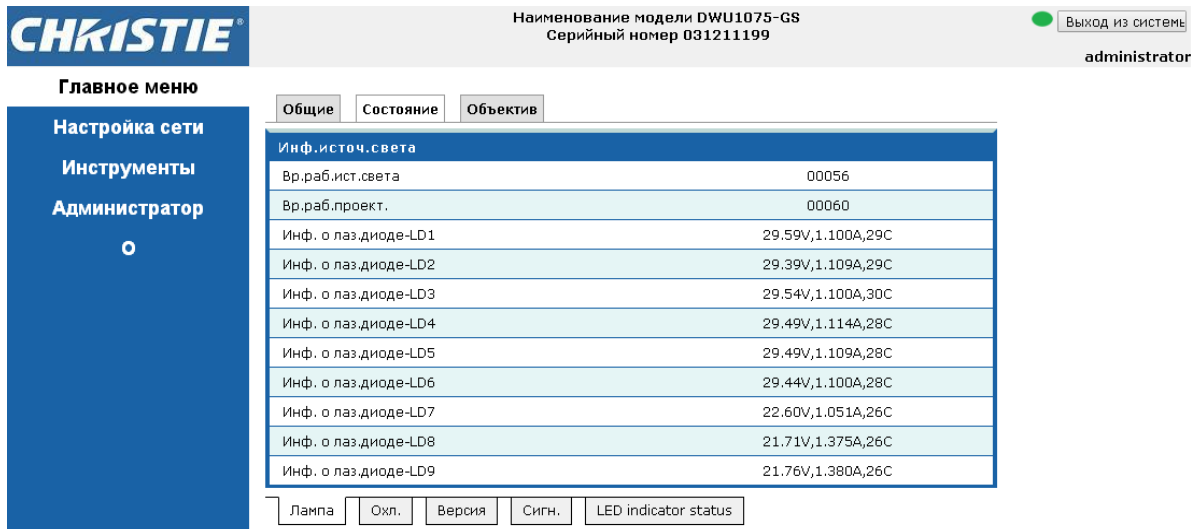 CHRISTIE®
Наименование модели DWU1075-GS
Серийный номер 031211199
Выход из системь
administrator
Главное меню
Настройка сети
Инструменты
Администратор
О
Общие Состояние Объектив
Инф.источ.света
Вр.раб.ист.света 00056
Вр.раб.проект. 00060
Инф. о лаз.диоде-LD1 29.59V,1.100A,29C
Инф. о лаз.диоде-LD2 29.39V,1.109A,29C
Инф. о лаз.диоде-LD3 29.54V,1.100A,30C
Инф. о лаз.диоде-LD4 29.49V,1.114A,28C
Инф. о лаз.диоде-LD5 29.49V,1.109A,28C
Инф. о лаз.диоде-LD6 29.44V,1.100A,28C
Инф. о лаз.диоде-LD7 22.60V,1.051A,26C
Инф. о лаз.диоде-LD8 21.71V,1.375A,26C
Инф. о лаз.диоде-LD9 21.76V,1.380A,26C
Лампа Охл. Версия Сигн. LED indicator status